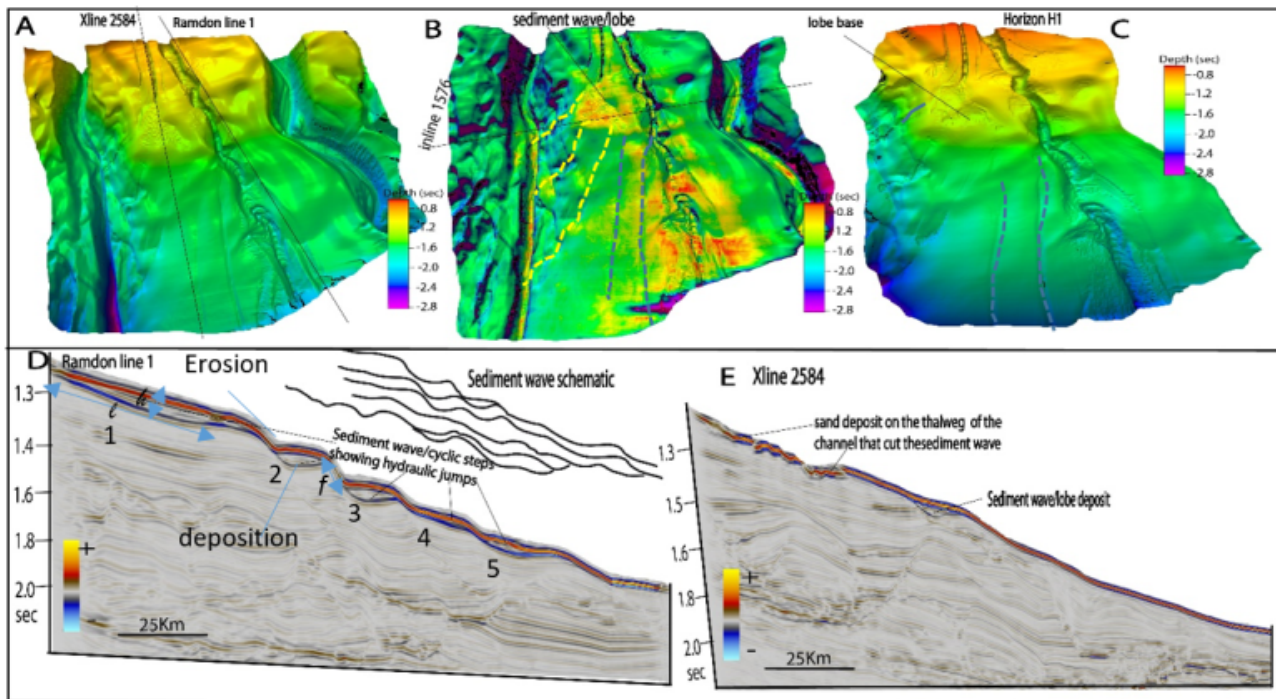 A
Xline 2584
Ramdon line 1
Depth (sec)
-0.8
-1.2
-1.6
-2.0
-2.4
-2.8
B
sediment wave/lobe
inline 1576
Depth (sec)
-0.8
-1.2
-1.6
-2.0
-2.4
-2.8
lobe base
Horizon H1
C
Depth (sec)
-0.8
-1.2
-1.6
-2.0
-2.4
-2.8
D
Ramdon line 1
Erosion
Sediment wave schematic
Sediment wave/cyclic steps
showing hydraulic jumps
deposition
h
ℓ
f
1
2
3
4
5
1.3
1.4
1.6
1.8
2.0
sec
+
25Km
E
Xline 2584
sand deposit on the thalweg of the
channel that cut thesediment wave
Sediment wave/lobe deposit
1.3
1.5
1.6
1.8
2.0
sec
+
-
25Km